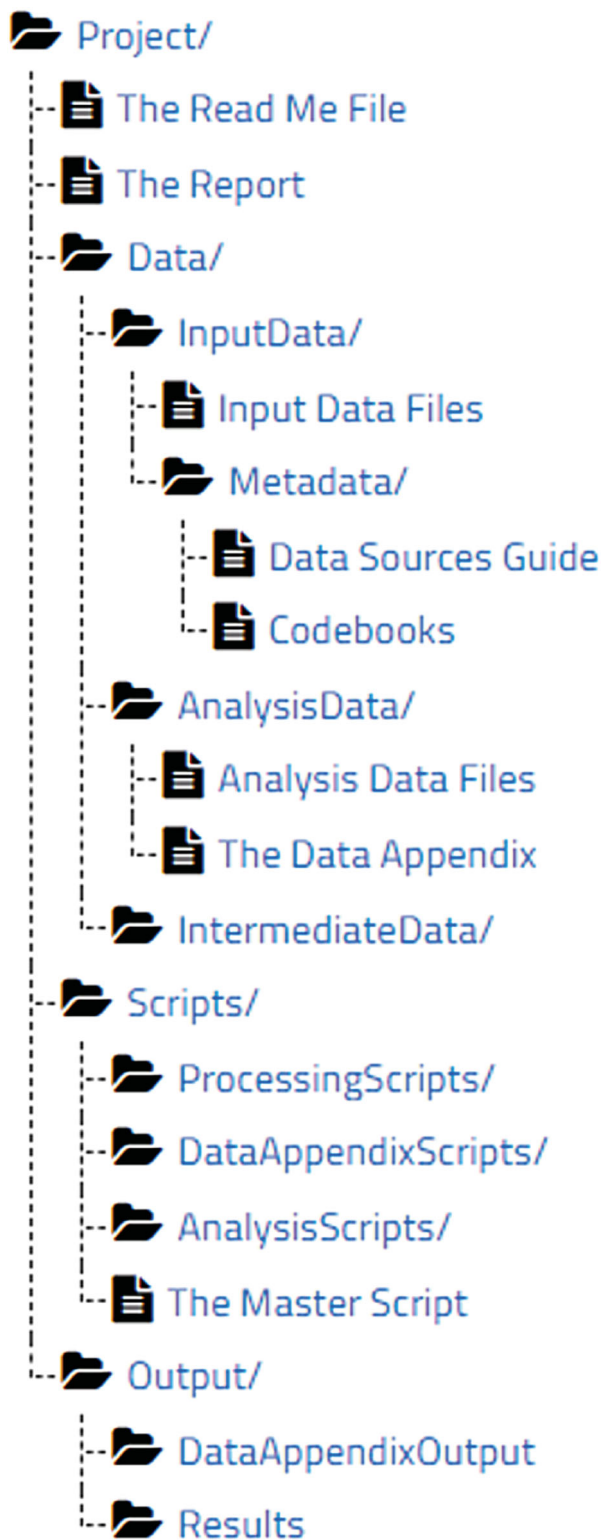 Project/
The Read Me File
The Report
Data/
InputData/
Input Data Files
Metadata/
Data Sources Guide
Codebooks
AnalysisData/
Analysis Data Files
The Data Appendix
IntermediateData/
Scripts/
ProcessingScripts/
DataAppendixScripts/
AnalysisScripts/
The Master Script
Output/
DataAppendixOutput
Results